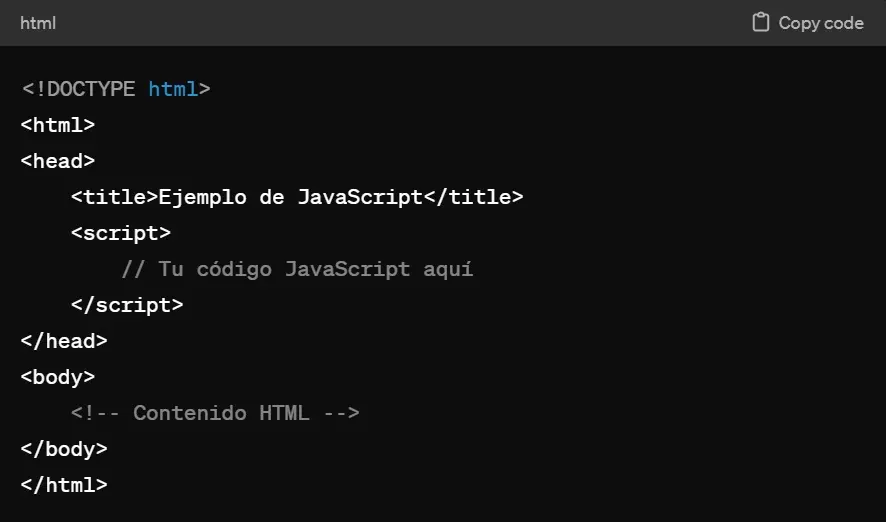 html
Copy code
<!DOCTYPE html>
<html>
<head>
    <title>Ejemplo de JavaScript</title>
    <script>
        // Tu código JavaScript aquí
    </script>
</head>
<body>
    <!-- Contenido HTML -->
</body>
</html>